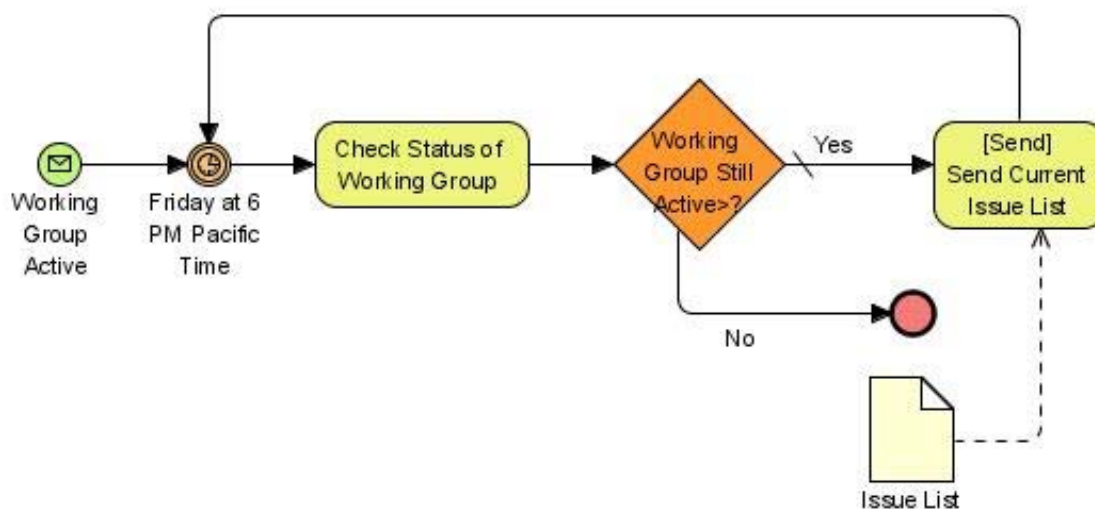 Working
Group
Active
Friday at 6
PM Pacific
Time
Check Status of
Working Group
Working
Group Still
Active>?
Yes
No
[Send]
Send Current
Issue List
Issue List